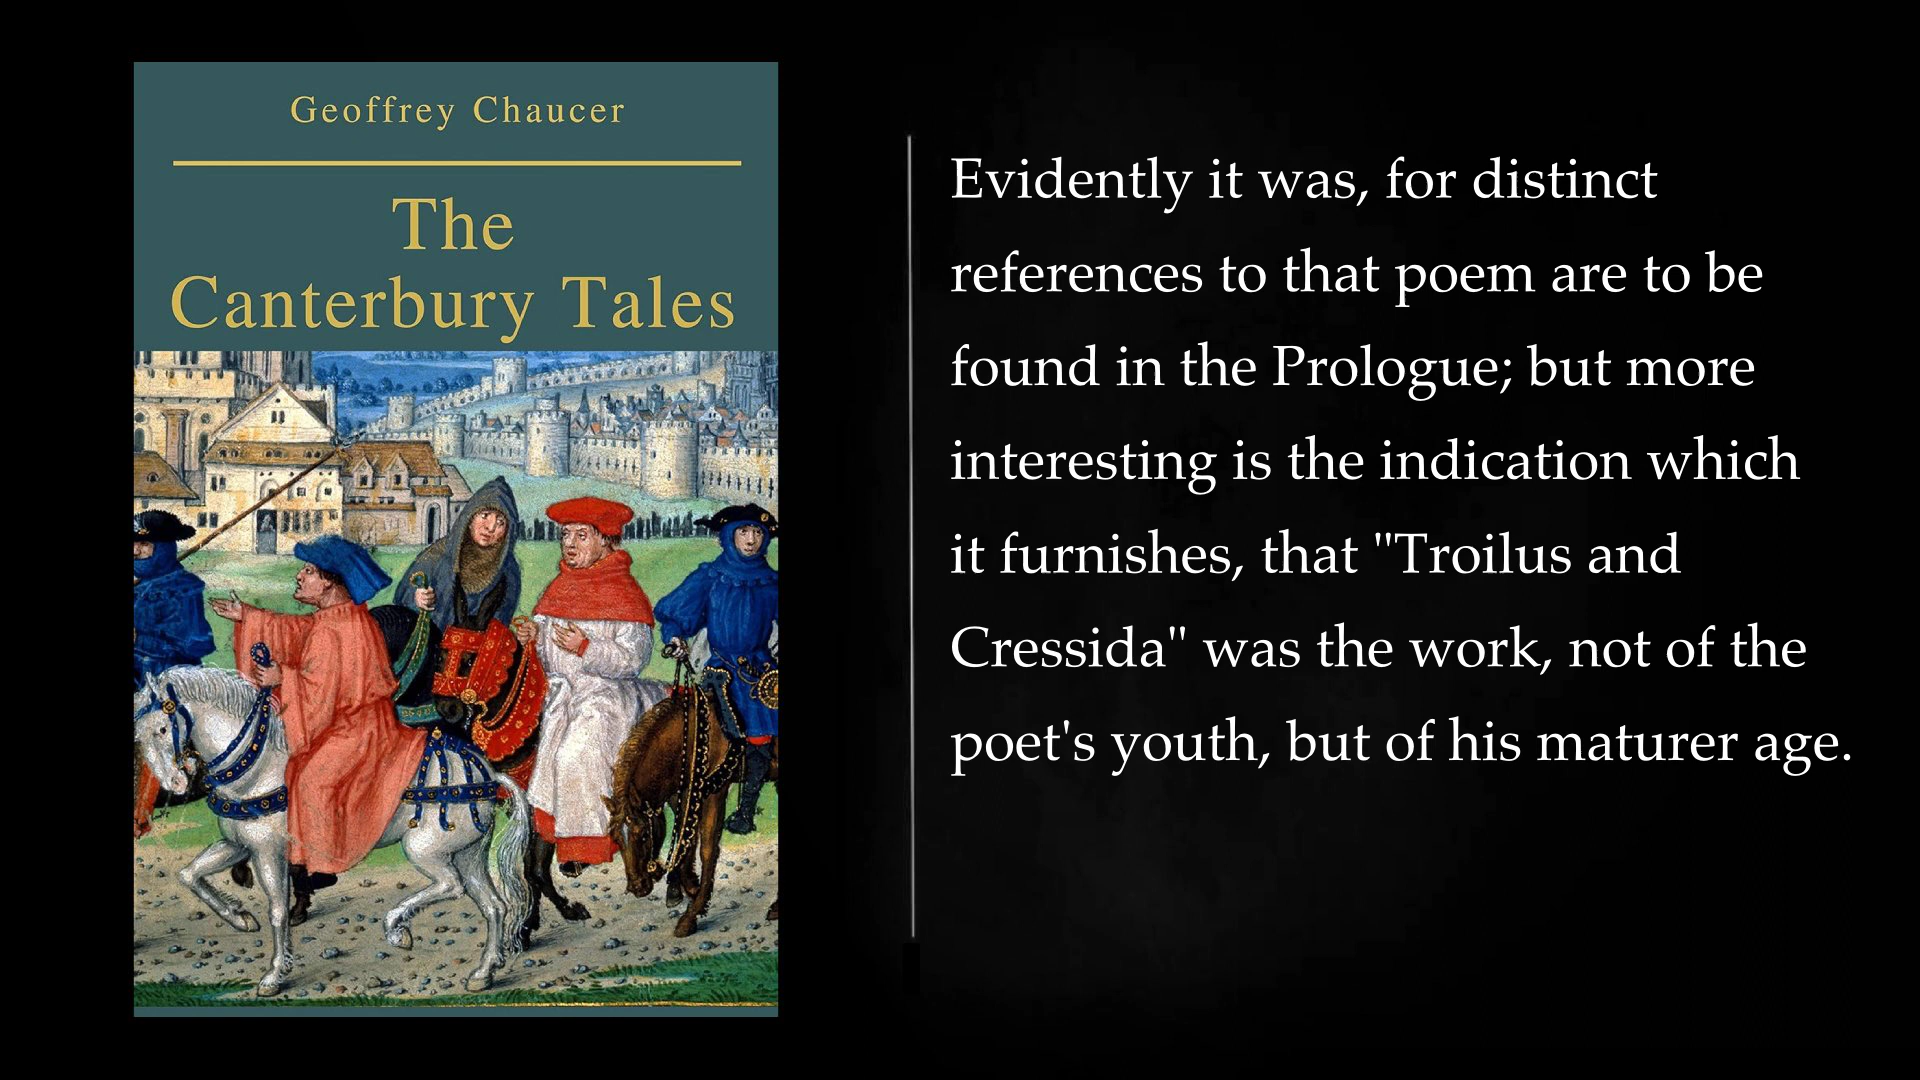 Geoffrey Chaucer
The
Canterbury Tales
Evidently it was, for distinct
references to that poem are to be
found in the Prologue; but more
interesting is the indication which
it furnishes, that "Troilus and
Cressida" was the work, not of the
poet's youth, but of his maturer age.